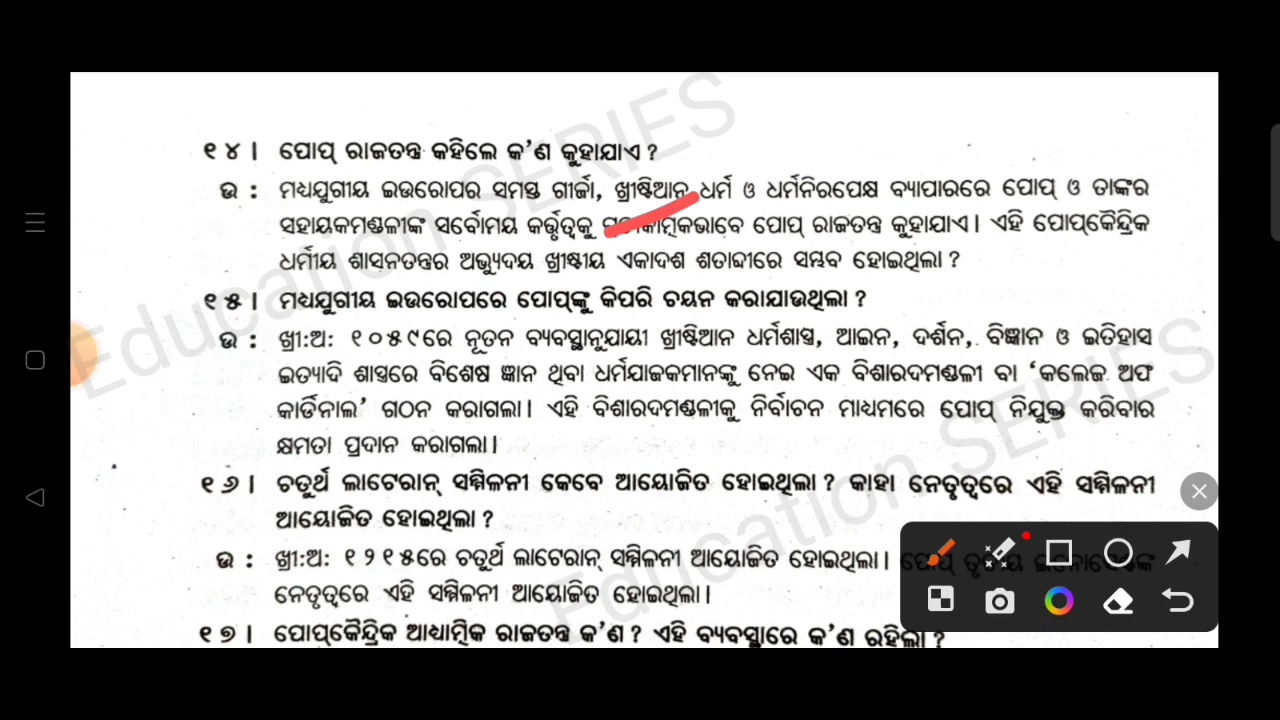 ୧୪। ପୋପ୍ ରାଜତନ୍ତ୍ର କହିଲେ କ'ଣ କୁହାଯାଏ ?
ଉ : ମଧ୍ୟଯୁଗୀୟ ଇଉରୋପର ସମସ୍ତ ଗୀର୍ଜା, ଖ୍ରୀଷ୍ଟିଆନ ଧର୍ମ ଓ ଧର୍ମନିରପେକ୍ଷ ବ୍ୟାପାରରେ ପୋପ୍ ଓ ତାଙ୍କର
ସହାୟକମଣ୍ଡଳୀଙ୍କ ସର୍ବୋମୟ କର୍ତ୍ତୃତ୍ୱକୁ ପୋପ୍ ରାଜତନ୍ତ୍ର କୁହାଯାଏ। ଏହି ପୋପ୍‌କୈନ୍ଦ୍ରିକ
ଧର୍ମୀୟ ଶାସନତନ୍ତ୍ରର ଅଭ୍ୟୁଦୟ ଖ୍ରୀଷ୍ଟୀୟ ଏକାଦଶ ଶତାବ୍ଦୀରେ ସମ୍ଭବ ହୋଇଥିଲା ?
୧୫। ମଧ୍ୟଯୁଗୀୟ ଇଉରୋପରେ ପୋପ୍‌ଙ୍କୁ କିପରି ଚୟନ କରାଯାଉଥିଲା ?
ଉ : ଖ୍ରୀ:ଅ: ୧୦୫୯ରେ ନୂତନ ବ୍ୟବସ୍ଥାନୁଯାୟୀ ଖ୍ରୀଷ୍ଟିଆନ ଧର୍ମଶାସ୍ତ୍ର, ଆଇନ, ଦର୍ଶନ, ବିଜ୍ଞାନ ଓ ଇତିହାସ
ଇତ୍ୟାଦି ଶାସ୍ତ୍ରରେ ବିଶେଷ ଜ୍ଞାନ ଥିବା ଧର୍ମଯାଜକମାନଙ୍କୁ ନେଇ ଏକ ବିଶାରଦମଣ୍ଡଳୀ ବା 'କଲେଜ ଅଫ
କାର୍ଡିନାଲ' ଗଠନ କରାଗଲା। ଏହି ବିଶାରଦମଣ୍ଡଳୀକୁ ନିର୍ବାଚନ ମାଧ୍ୟମରେ ପୋପ୍ ନିଯୁକ୍ତ କରିବାର
କ୍ଷମତା ପ୍ରଦାନ କରାଗଲା।
୧୬। ଚତୁର୍ଥ ଲାଟେରାନ୍ ସମ୍ମିଳନୀ କେବେ ଆୟୋଜିତ ହୋଇଥିଲା ? କାହା ନେତୃତ୍ୱରେ ଏହି ସମ୍ମିଳନୀ
ଆୟୋଜିତ ହୋଇଥିଲା ?
ଉ : ଖ୍ରୀ:ଅ: ୧୨୧୫ରେ ଚତୁର୍ଥ ଲାଟେରାନ୍ ସମ୍ମିଳନୀ ଆୟୋଜିତ ହୋଇଥିଲା। ପୋପ୍ ତୃତୀୟ
ନେତୃତ୍ୱରେ ଏହି ସମ୍ମିଳନୀ ଆୟୋଜିତ ହୋଇଥିଲା।
୧୭। ପୋପ୍‌କୈନ୍ଦ୍ରିକ ଆଧ୍ୟାତ୍ମିକ ରାଜତନ୍ତ୍ର କ'ଣ ? ଏହି ବ୍ୟବସ୍ଥାରେ କ'ଣ ରହିଲା ?
Education SERIES
Education SERIES